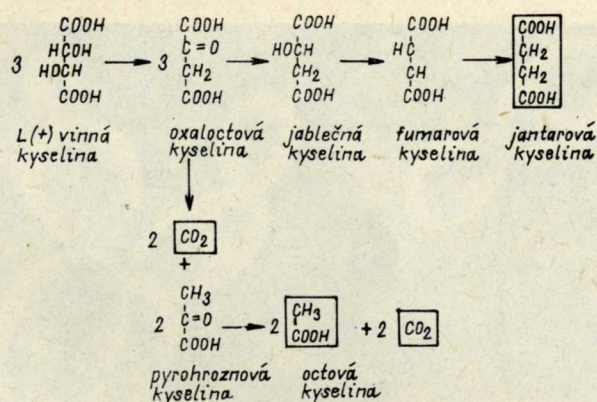 COOH COOH COOH COOH COOH
3 HCOH HOCH COOH → 3 C=O CH2 COOH → HOCH CH2 COOH → HC CH COOH → CH2 CH2 COOH
L(+) vinná kyselina
oxaloctová kyselina
jablečná kyselina
fumarová kyselina
jantarová kyselina
2 CO2
+
CH3
2 C=O → 2 CH3 COOH + 2 CO2
COOH
pyrohroznová kyselina
octová kyselina